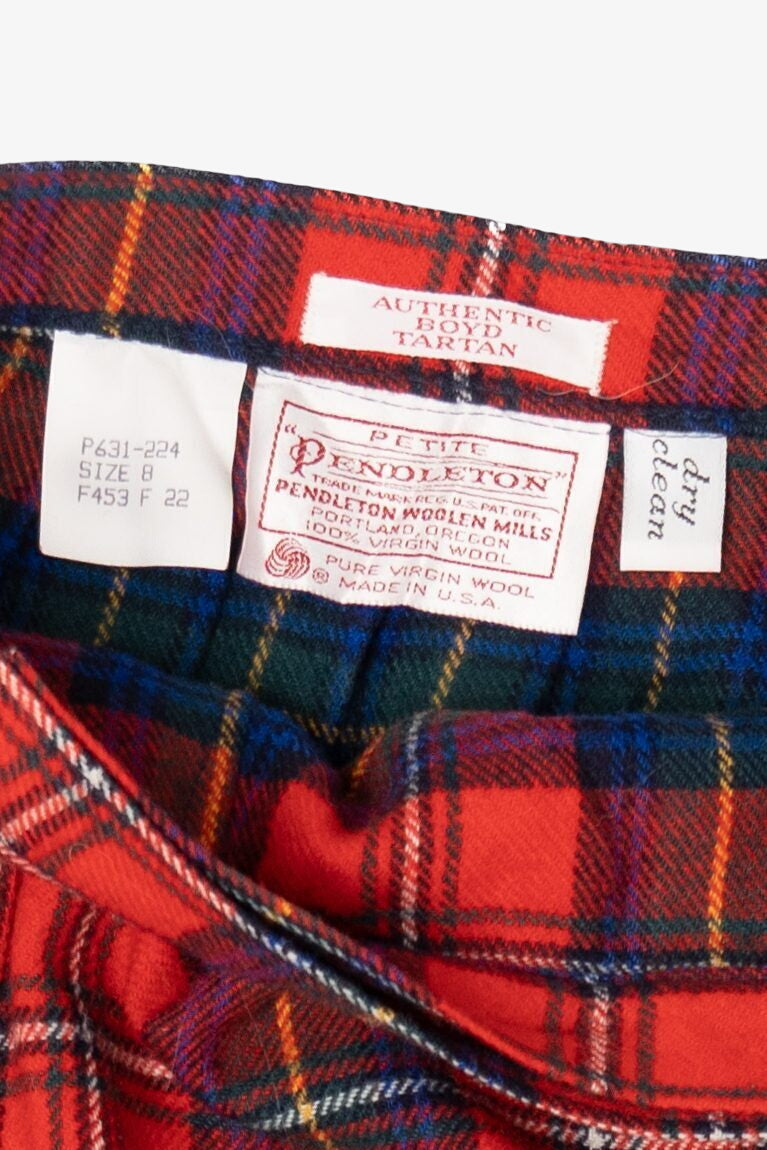 AUTHENTIC
BOYD
TARTAN
P631-224
SIZE 8
F453 F 22
PETITE
"PENDLETON"
TRADE MARK REG. U.S. PAT. OFF.
PENDLETON WOOLEN MILLS
PORTLAND, OREGON
100% VIRGIN WOOL
PURE VIRGIN WOOL
® MADE IN U.S.A.
dry
clean